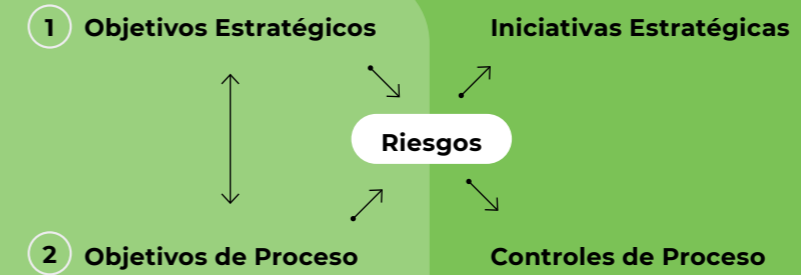 1 Objetivos Estratégicos
Iniciativas Estratégicas
Riesgos
2 Objetivos de Proceso
Controles de Proceso